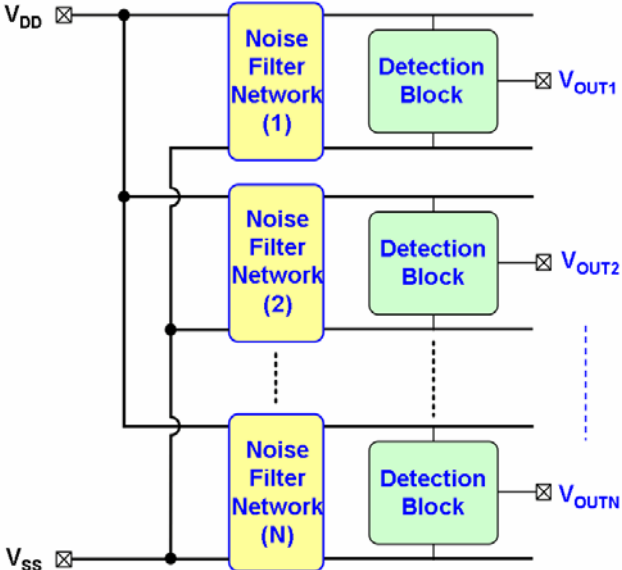 VDD
Noise
Filter
Network
(1)
Detection
Block
VOUT1
Noise
Filter
Network
(2)
Detection
Block
VOUT2
Noise
Filter
Network
(N)
Detection
Block
VOUTN
VSS